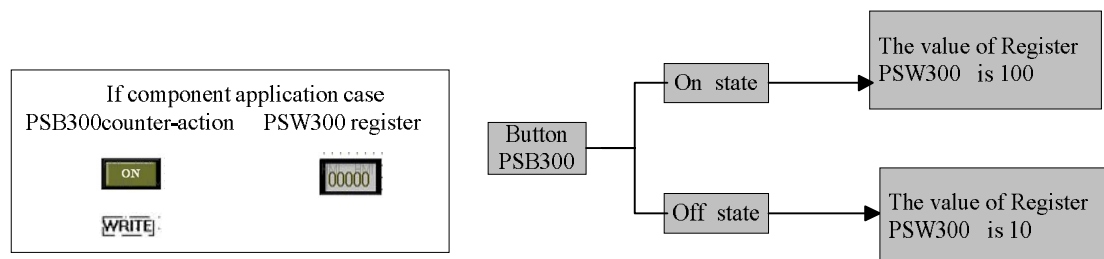 If component application case
PSB300counter-action PSW300 register
ON
00000
WRITE
Button
PSB300
On state
Off state
The value of Register
PSW300 is 100
The value of Register
PSW300 is 10